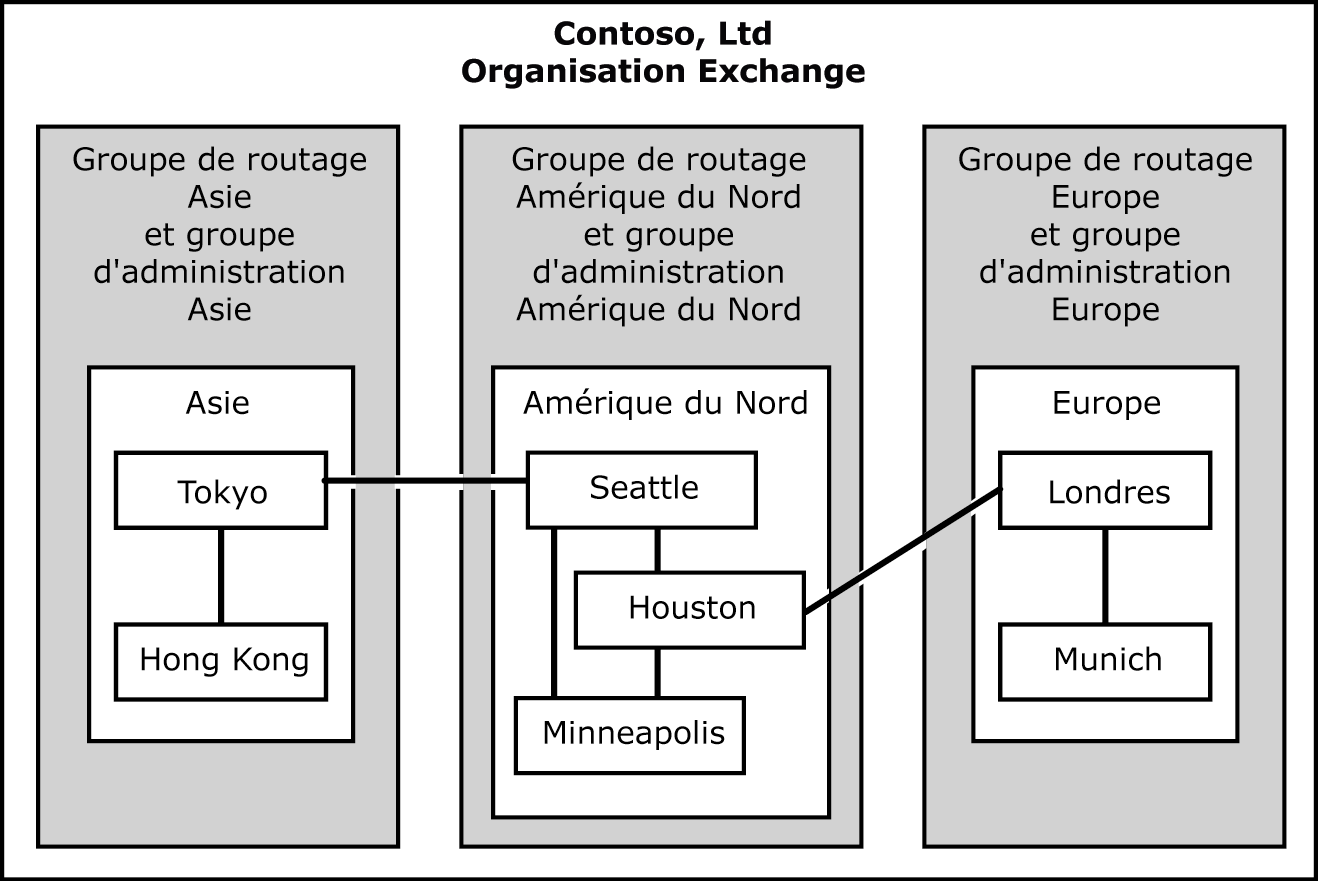 Contoso, Ltd
Organisation Exchange
Groupe de routage
Asie
et groupe
d'administration
Asie
Asie
Tokyo
Hong Kong
Groupe de routage
Amérique du Nord
et groupe
d'administration
Amérique du Nord
Amérique du Nord
Seattle
Houston
Minneapolis
Groupe de routage
Europe
et groupe
d'administration
Europe
Europe
Londres
Munich